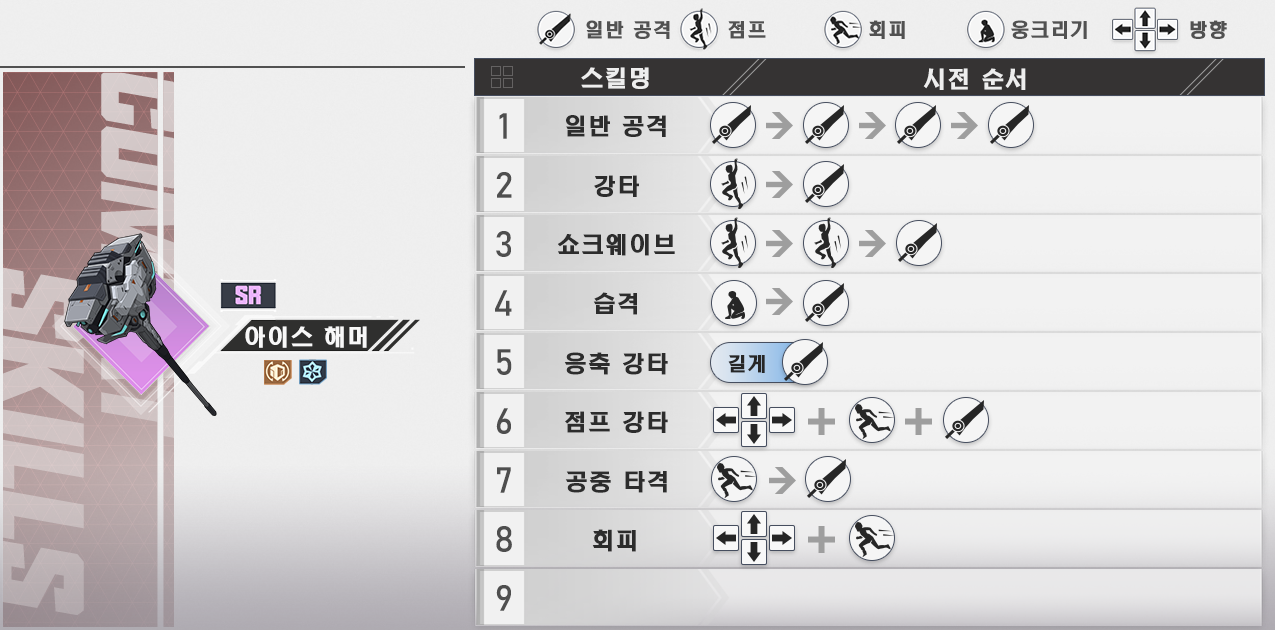 일반 공격 점프 회피 웅크리기 방향
스킬명 시전 순서
1 일반 공격
2 강타
3 쇼크웨이브
4 습격
5 응축 강타 길게
6 점프 강타
7 공중 타격
8 회피
9
SR
아이스 해머
SKILLS